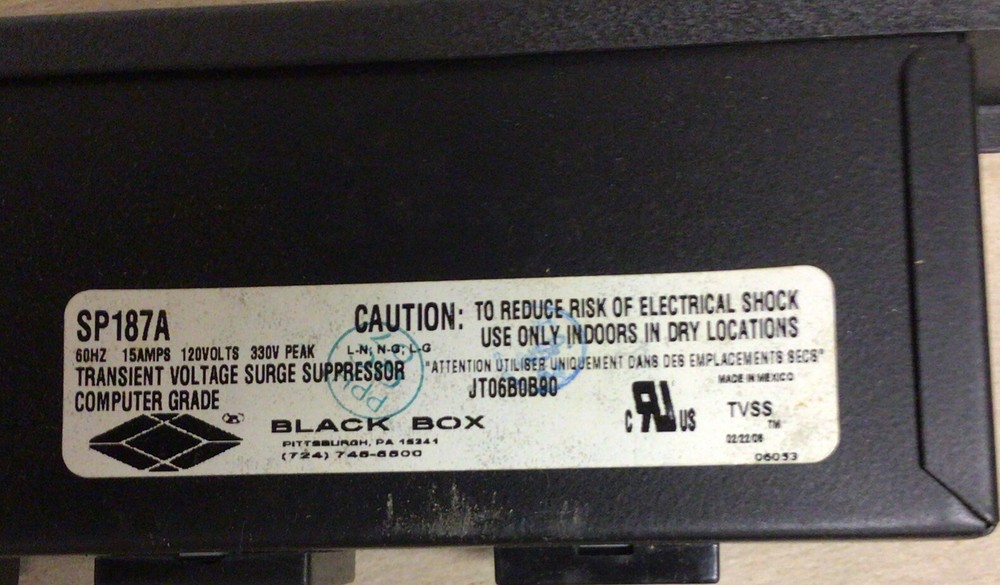 SP187A
60HZ 15AMPS 120VOLTS 330V PEAK L-N; N-G; L-G
TRANSIENT VOLTAGE SURGE SUPPRESSOR
COMPUTER GRADE
CAUTION: TO REDUCE RISK OF ELECTRICAL SHOCK
USE ONLY INDOORS IN DRY LOCATIONS
"ATTENTION UTILISER UNIQUEMENT DANS DES EMPLACEMENTS SECS"
JT06B0B90
MADE IN MEXICO
BLACK BOX
PITTSBURGH, PA 15241
(724) 746-5500
C UR US
TVSS
TM
02/22/06
06053